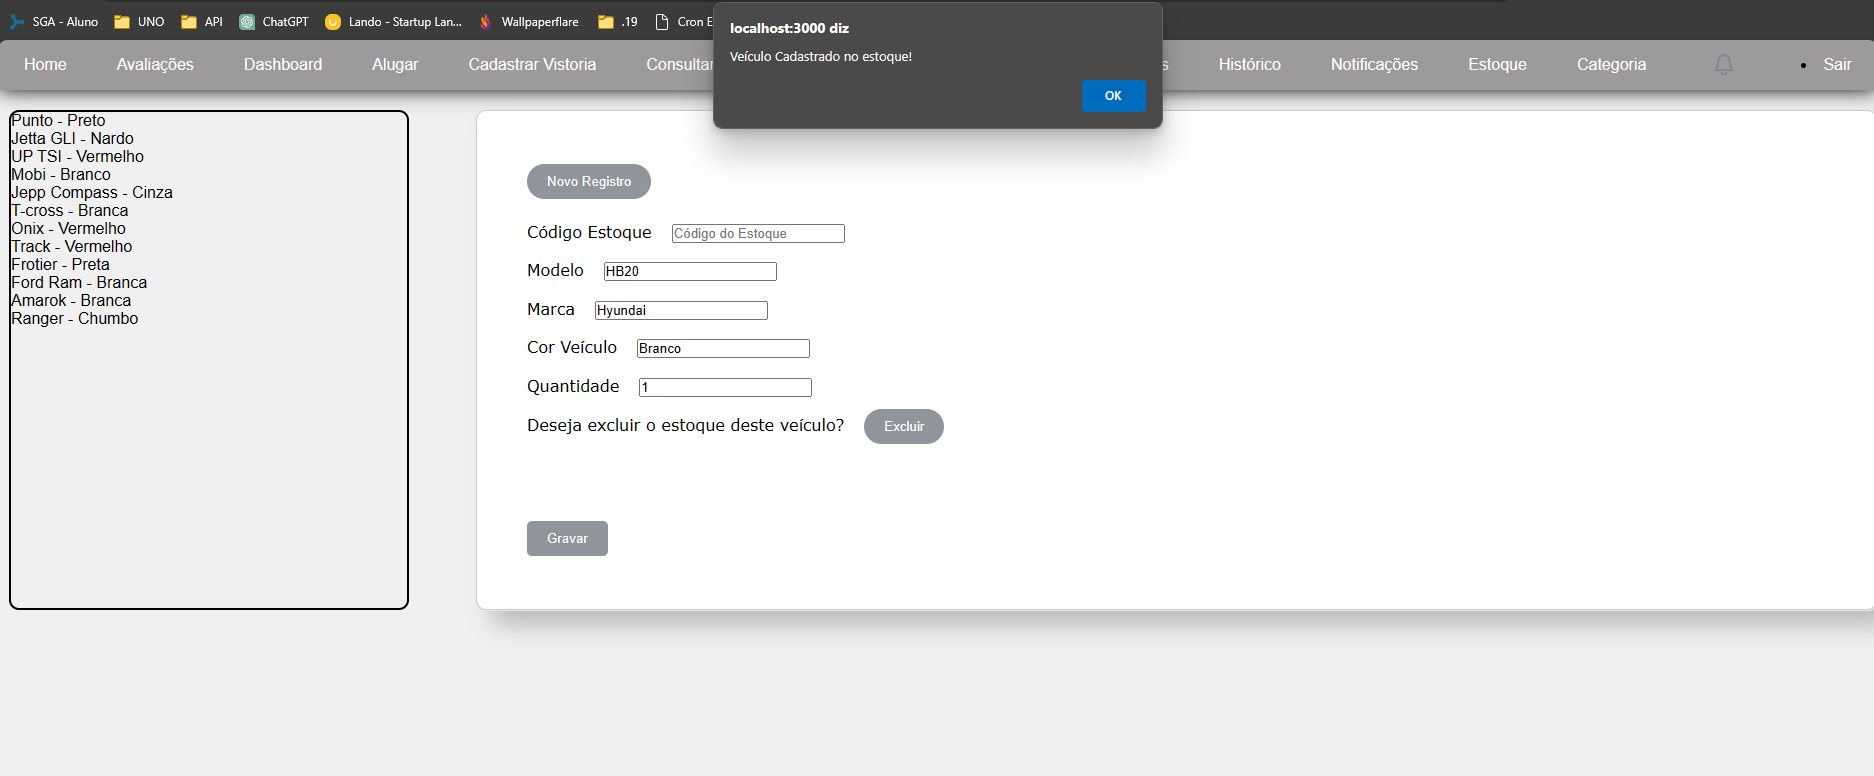 SGA - Aluno UNO API ChatGPT Lando - Startup Lan... Wallpaperflare .19 Cron E
localhost:3000 diz
Veículo Cadastrado no estoque!
OK
Home Avaliações Dashboard Alugar Cadastrar Vistoria Consultar s Histórico Notificações Estoque Categoria Sair
Punto - Preto
Jetta GLI - Nardo
UP TSI - Vermelho
Mobi - Branco
Jepp Compass - Cinza
T-cross - Branca
Onix - Vermelho
Track - Vermelho
Frotier - Preta
Ford Ram - Branca
Amarok - Branca
Ranger - Chumbo
Novo Registro
Código Estoque Código do Estoque
Modelo HB20
Marca Hyundai
Cor Veículo Branco
Quantidade 1
Deseja excluir o estoque deste veículo? Excluir
Gravar